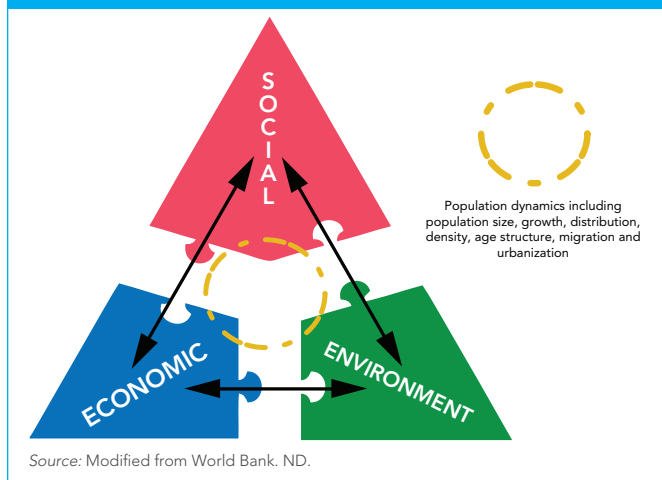 SOCIAL
Population dynamics including
population size, growth, distribution,
density, age structure, migration and
urbanization
ECONOMIC
ENVIRONMENT
Source: Modified from World Bank. ND.